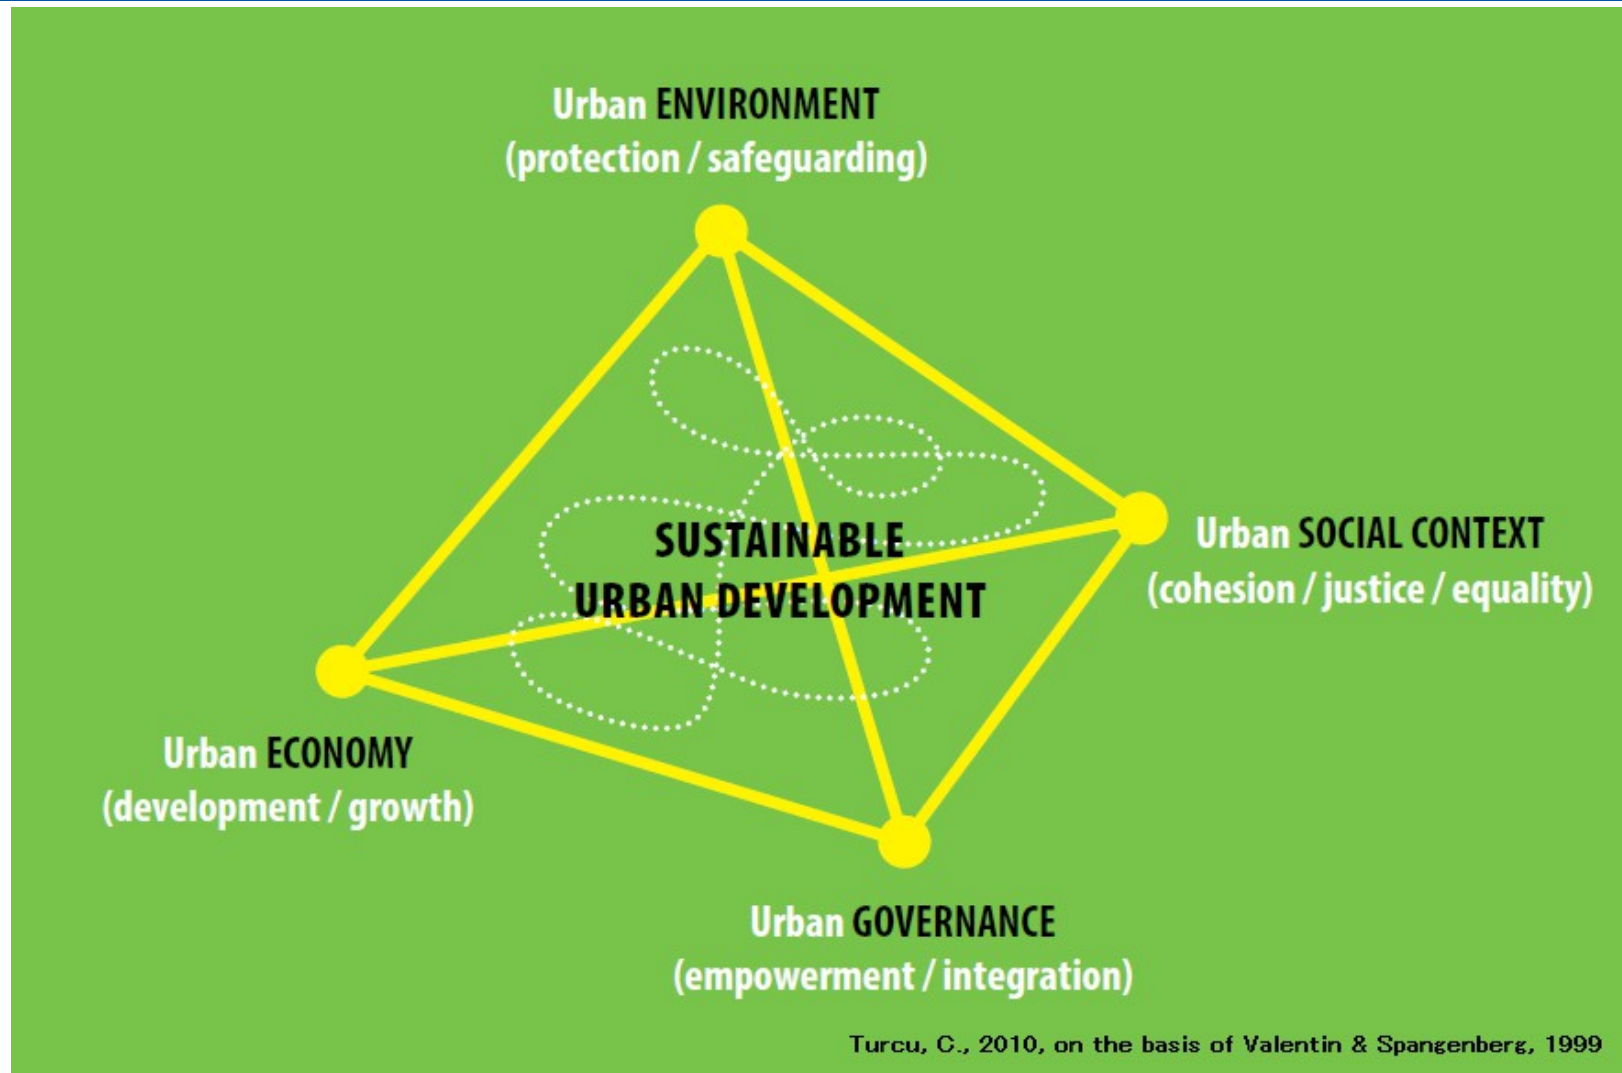 Urban ENVIRONMENT
(protection / safeguarding)
SUSTAINABLE
URBAN DEVELOPMENT
Urban SOCIAL CONTEXT
(cohesion / justice / equality)
Urban ECONOMY
(development / growth)
Urban GOVERNANCE
(empowerment / integration)
Turcu, C., 2010, on the basis of Valentin & Spangenberg, 1999